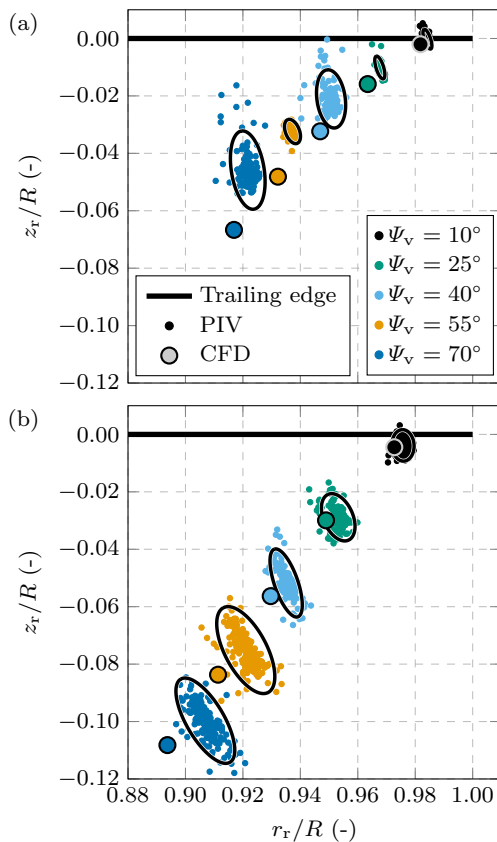 (a)
0.00
−0.02
−0.04
−0.06
−0.08
−0.10
−0.12
z_r/R (-)
Trailing edge
PIV
CFD
Ψ_v = 10°
Ψ_v = 25°
Ψ_v = 40°
Ψ_v = 55°
Ψ_v = 70°
(b)
0.00
−0.02
−0.04
−0.06
−0.08
−0.10
−0.12
z_r/R (-)
0.88 0.90 0.92 0.94 0.96 0.98 1.00
r_r/R (-)